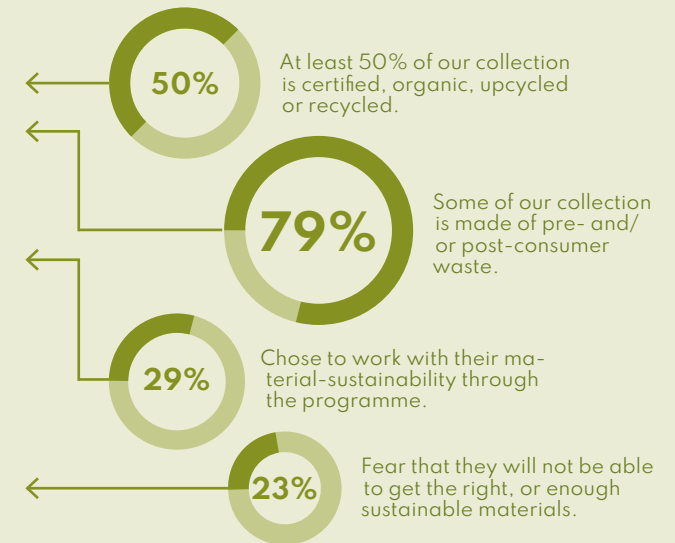 50%
At least 50% of our collection
is certified, organic, upcycled
or recycled.
79%
Some of our collection
is made of pre- and/
or post-consumer
waste.
29%
Chose to work with their ma-
terial-sustainability through
the programme.
23%
Fear that they will not be able
to get the right, or enough
sustainable materials.